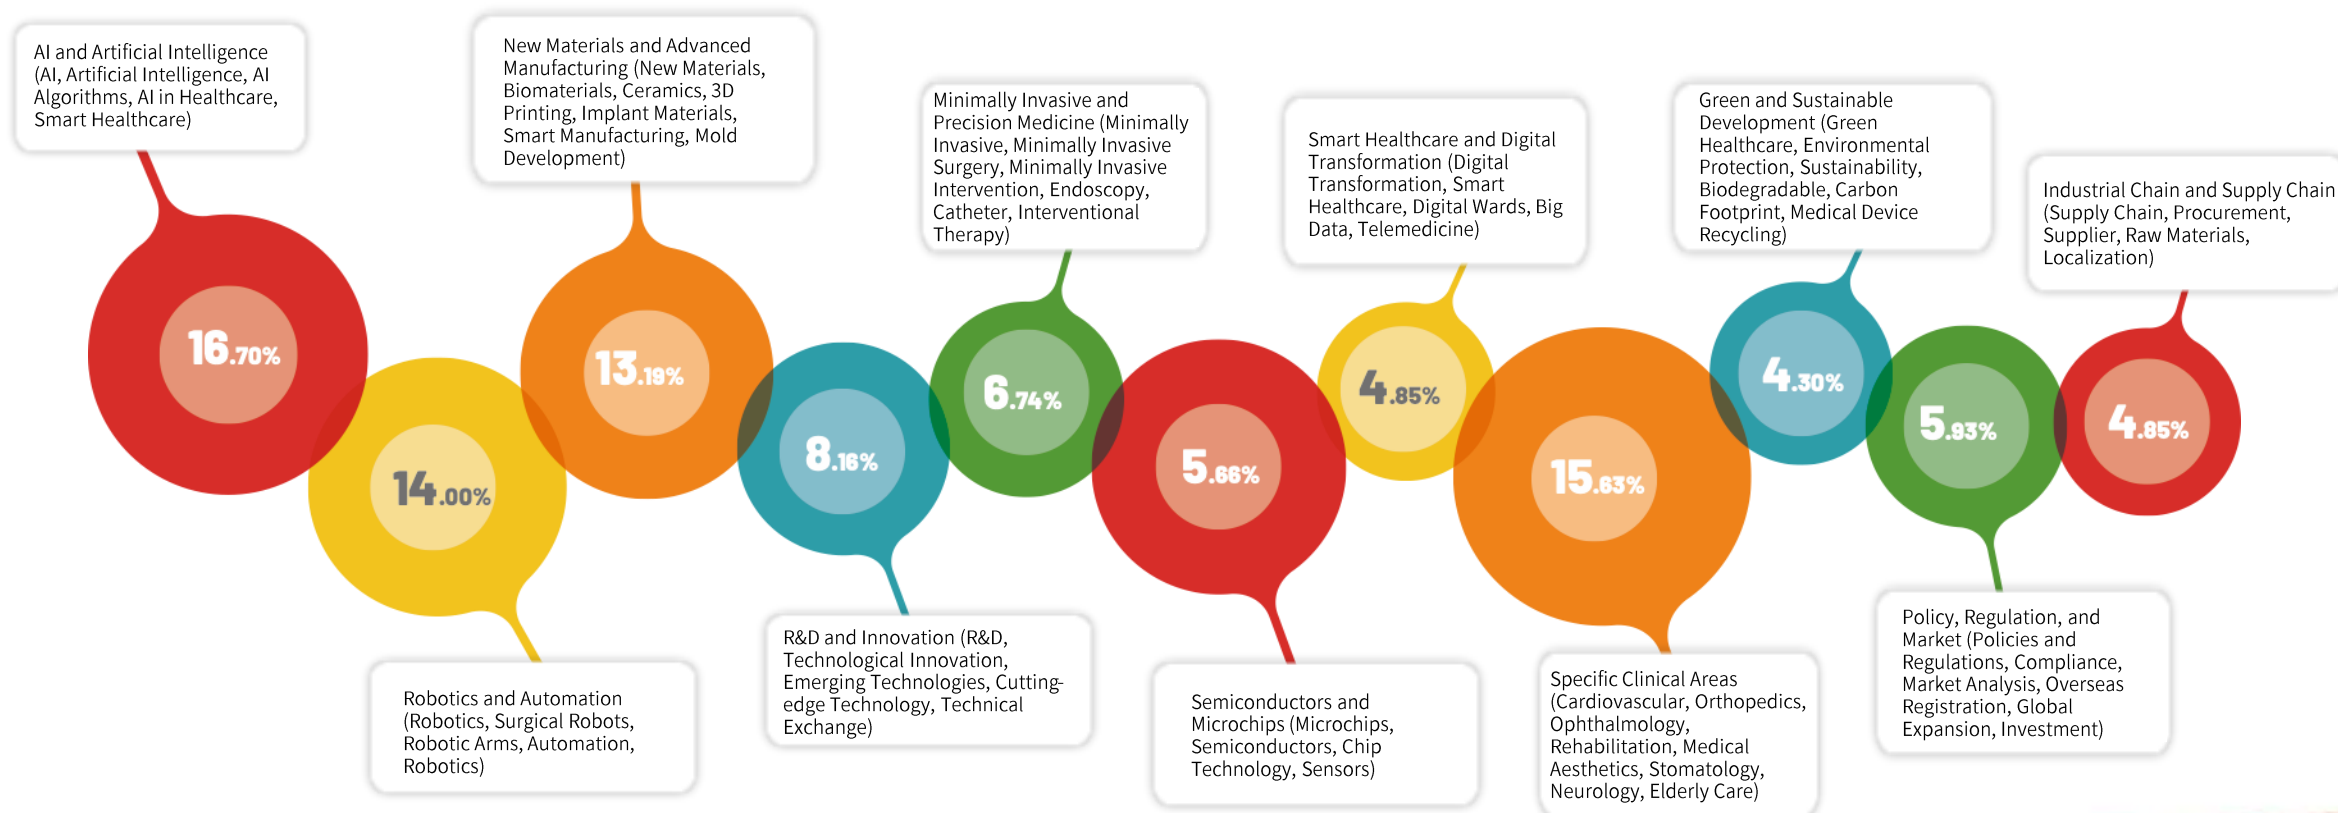 AI and Artificial Intelligence
(AI, Artificial Intelligence, AI
Algorithms, AI in Healthcare,
Smart Healthcare)
16.70%
14.00%
Robotics and Automation
(Robotics, Surgical Robots,
Robotic Arms, Automation,
Robotics)
New Materials and Advanced
Manufacturing (New Materials,
Biomaterials, Ceramics, 3D
Printing, Implant Materials,
Smart Manufacturing, Mold
Development)
13.19%
8.16%
R&D and Innovation (R&D,
Technological Innovation,
Emerging Technologies, Cutting-
edge Technology, Technical
Exchange)
Minimally Invasive and
Precision Medicine (Minimally
Invasive, Minimally Invasive
Surgery, Minimally Invasive
Intervention, Endoscopy,
Catheter, Interventional
Therapy)
6.74%
5.66%
Semiconductors and
Microchips (Microchips,
Semiconductors, Chip
Technology, Sensors)
Smart Healthcare and Digital
Transformation (Digital
Transformation, Smart
Healthcare, Digital Wards, Big
Data, Telemedicine)
4.85%
15.63%
Specific Clinical Areas
(Cardiovascular, Orthopedics,
Ophthalmology,
Rehabilitation, Medical
Aesthetics, Stomatology,
Neurology, Elderly Care)
Green and Sustainable
Development (Green
Healthcare, Environmental
Protection, Sustainability,
Biodegradable, Carbon
Footprint, Medical Device
Recycling)
4.30%
5.93%
Policy, Regulation, and
Market (Policies and
Regulations, Compliance,
Market Analysis, Overseas
Registration, Global
Expansion, Investment)
Industrial Chain and Supply Chain
(Supply Chain, Procurement,
Supplier, Raw Materials,
Localization)
4.85%